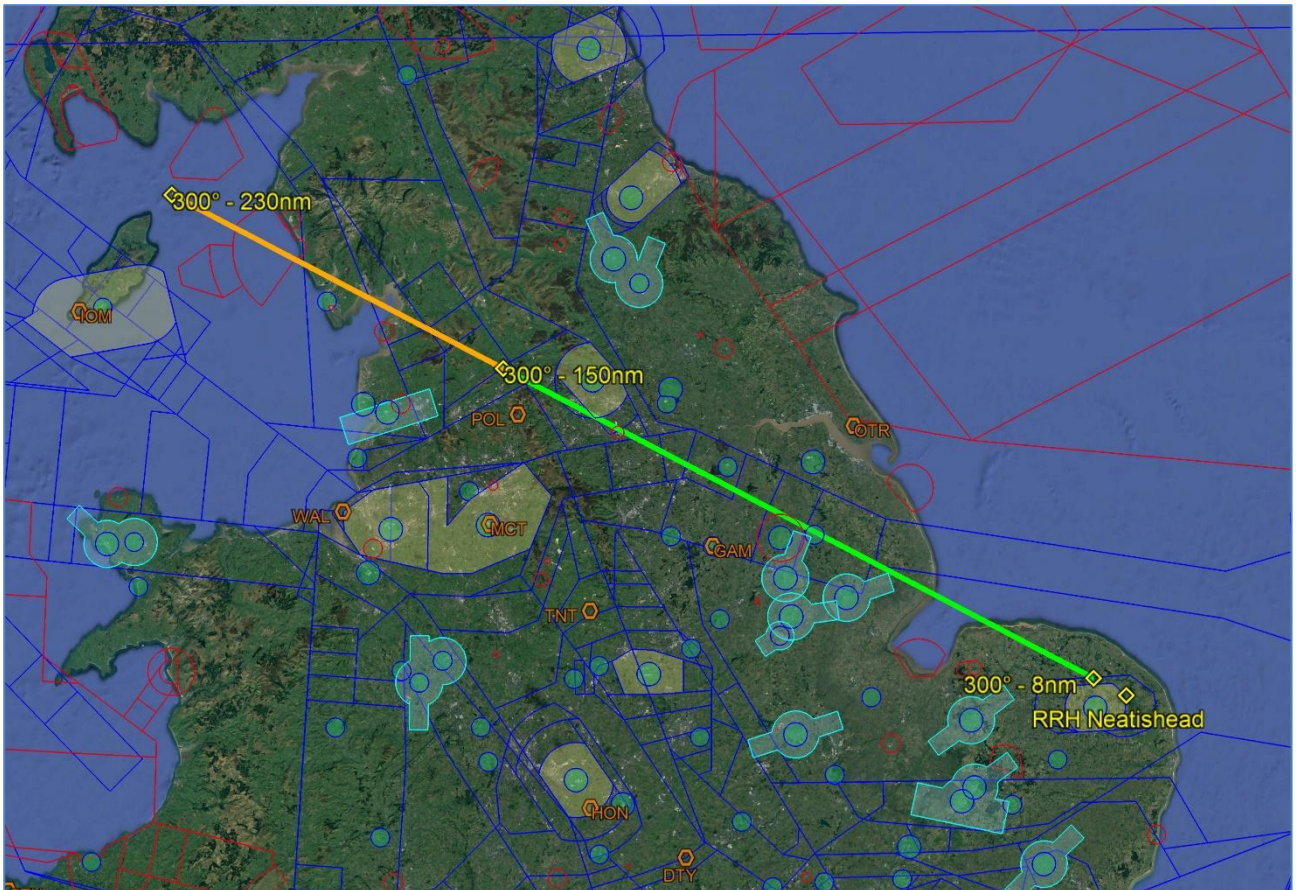 300° - 230nm
IOM
300° - 150nm
POL
OTR
WAL
MCT
GAM
TNT
300° - 8nm
RRH Neatishead
HON
DTY